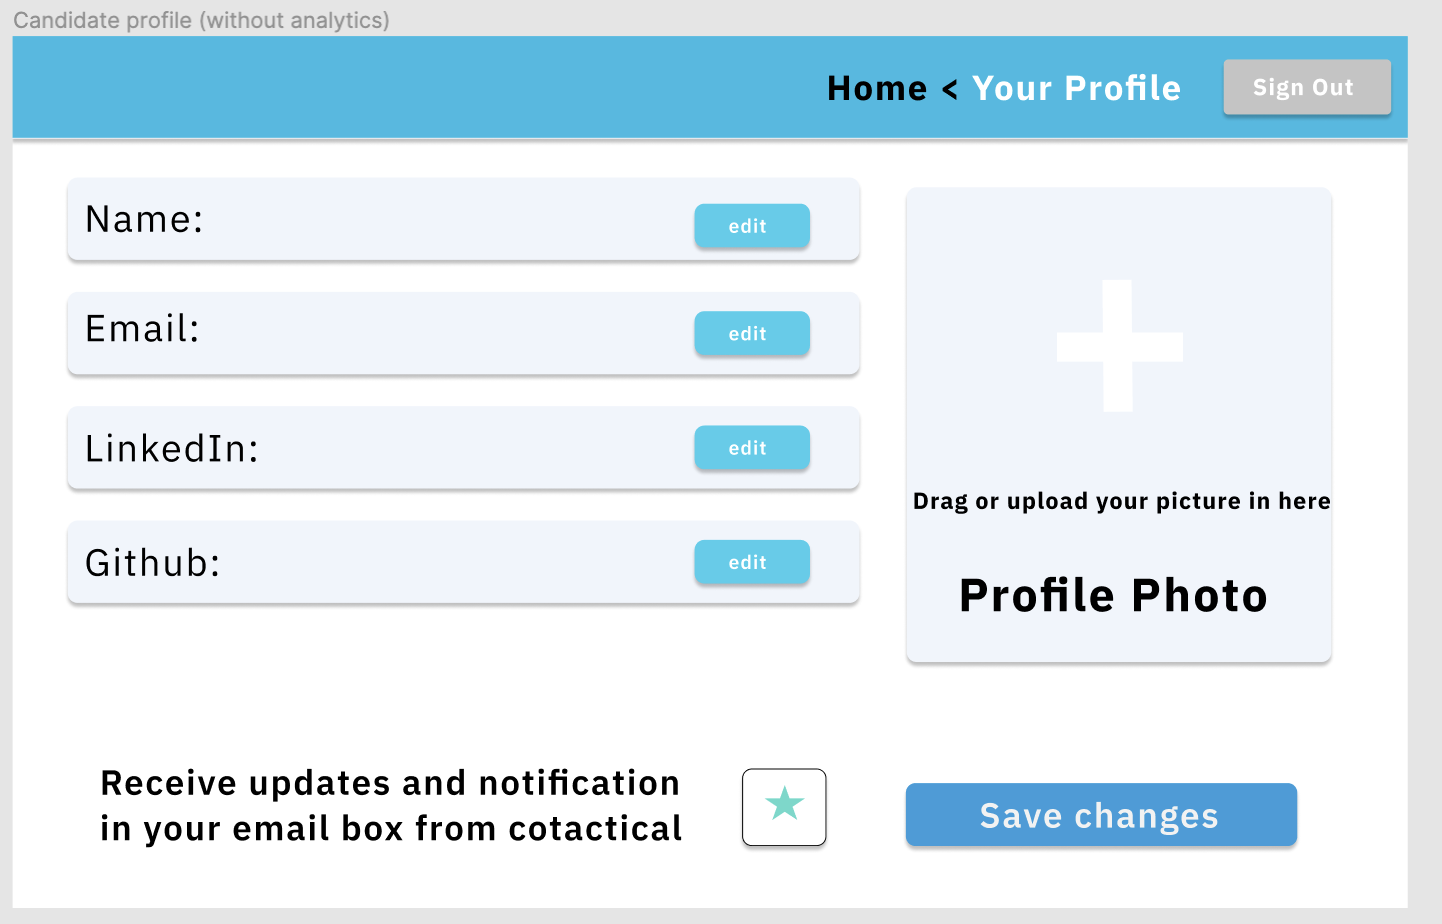 Candidate profile (without analytics)
Home < Your Profile
Sign Out
Name:
edit
Email:
edit
LinkedIn:
edit
Github:
edit
Drag or upload your picture in here
Profile Photo
Receive updates and notification
in your email box from cotactical
Save changes